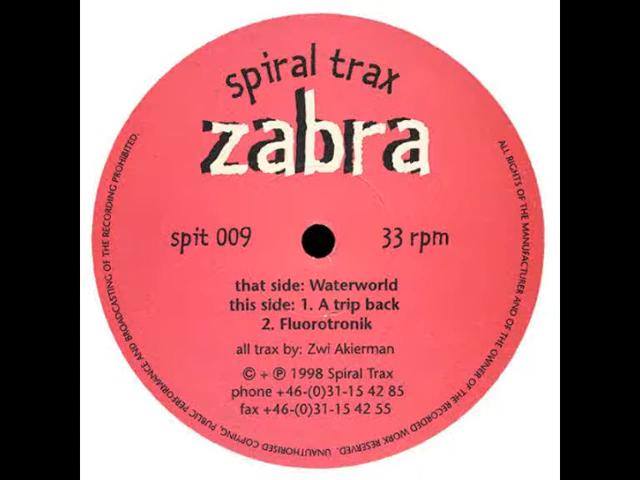 spiral trax
zabra
spit 009
33 rpm
that side: Waterworld
this side: 1. A trip back
2. Fluorotronik
all trax by: Zwi Akierman
© + ℗ 1998 Spiral Trax
phone +46-(0)31-15 42 85
fax +46-(0)31-15 42 55
ALL RIGHTS OF THE MANUFACTURER AND OF THE OWNER OF THE RECORDED WORK RESERVED. UNAUTHORISED COPYING, PUBLIC PERFORMANCE AND BROADCASTING OF THE RECORDING PROHIBITED.